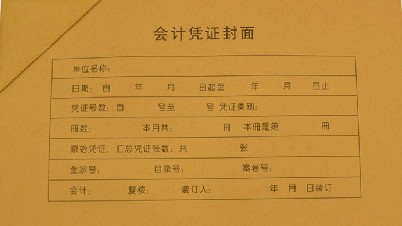 会计凭证封面
单位名称：
日期： 自 年 月 日起至 年 月 日止
凭证号数：自 号至 号 凭证类别：
册数： 本月共： 册 本册是第 册
原始凭证、汇总凭证张数：共 张
全宗号： 目录号： 案卷号：
会计： 复核： 装订人： 年 月 日装订